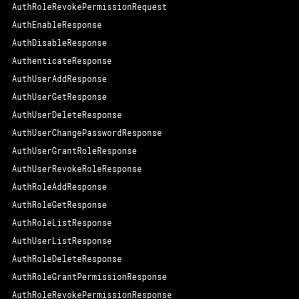 AuthRoleRevokePermissionRequest
AuthEnableResponse
AuthDisableResponse
AuthenticateResponse
AuthUserAddResponse
AuthUserGetResponse
AuthUserDeleteResponse
AuthUserChangePasswordResponse
AuthUserGrantRoleResponse
AuthUserRevokeRoleResponse
AuthRoleAddResponse
AuthRoleGetResponse
AuthRoleListResponse
AuthUserListResponse
AuthRoleDeleteResponse
AuthRoleGrantPermissionResponse
AuthRoleRevokePermissionResponse